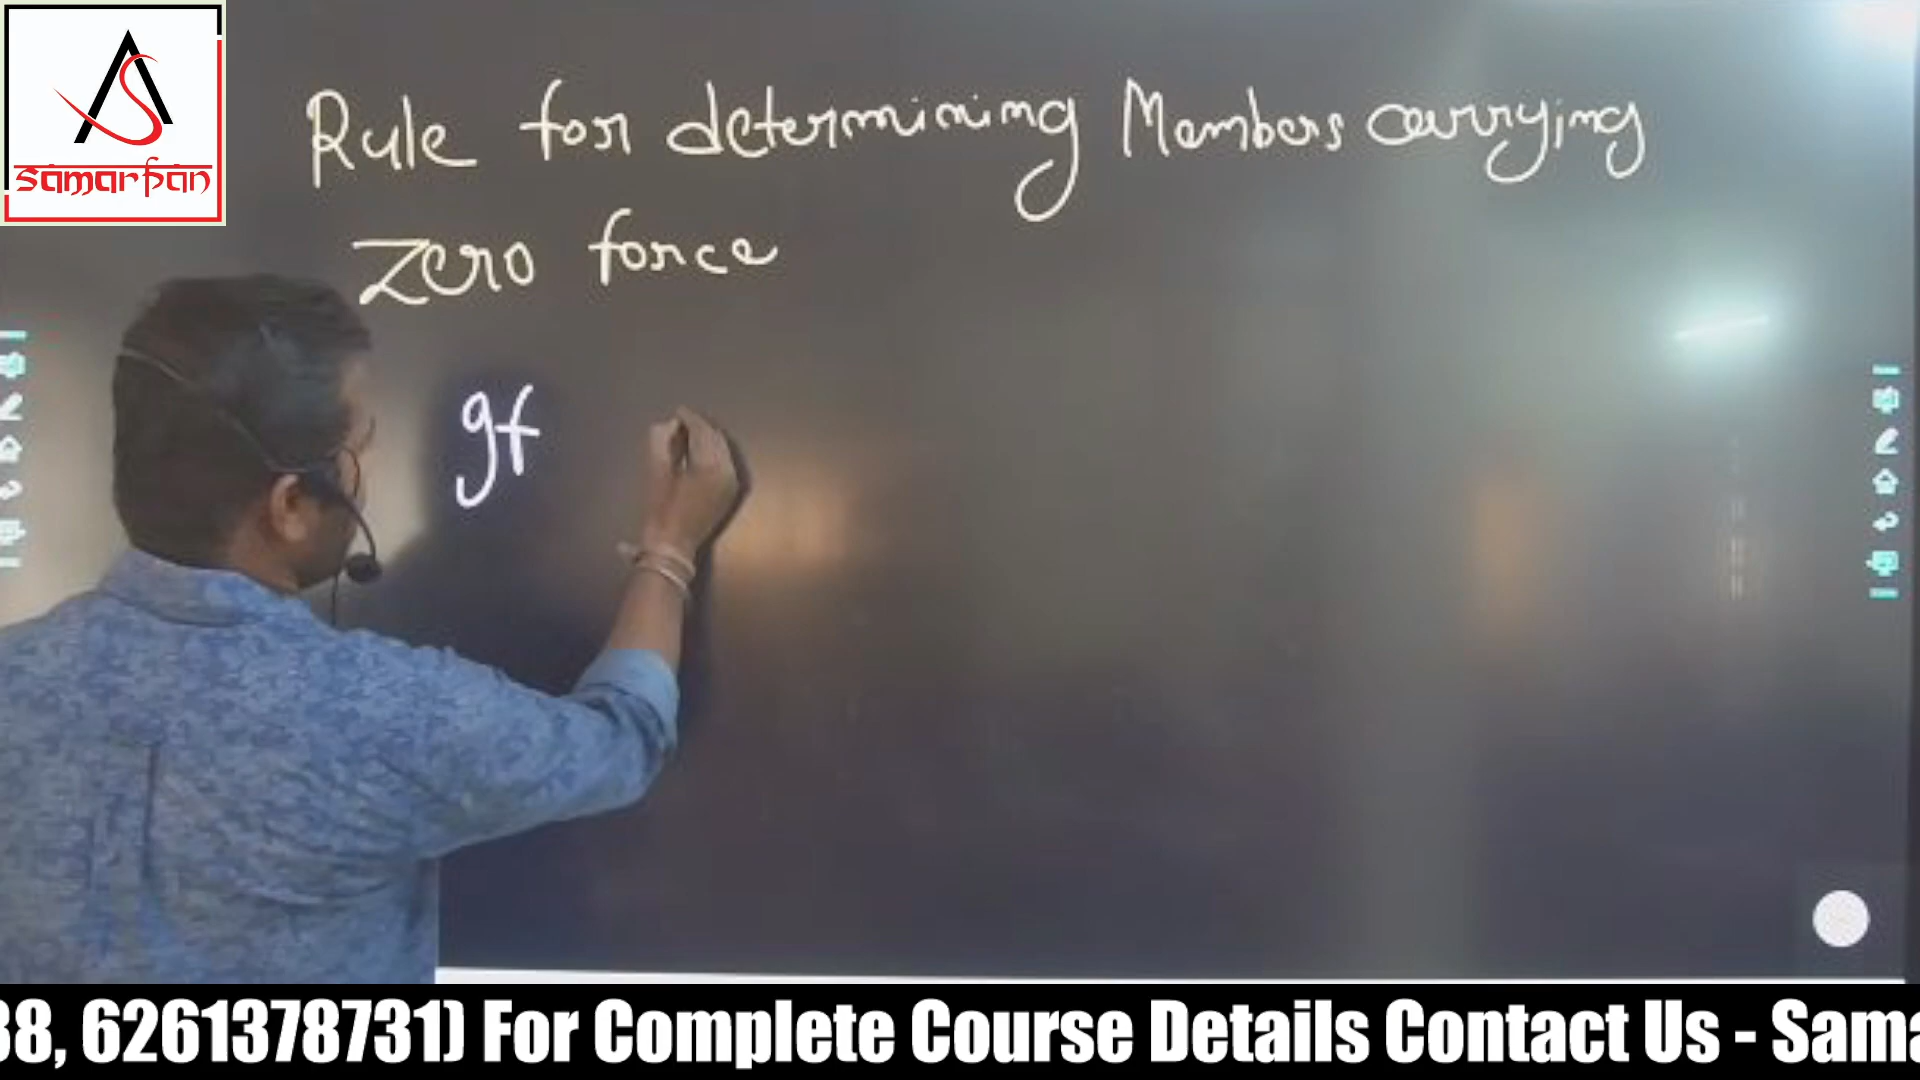 samarpan
Rule for determining Members carrying
Zero force
If
38, 6261378731) For Complete Course Details Contact Us - Sama